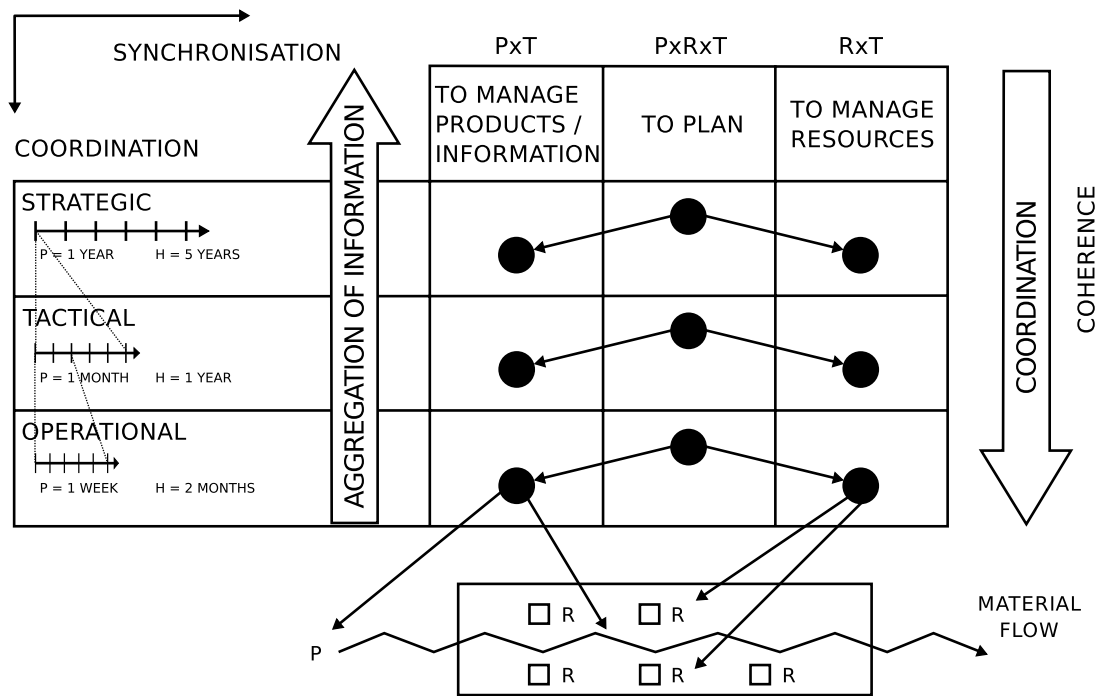 SYNCHRONISATION
PxT
PxRxT
RxT
COORDINATION
TO MANAGE
PRODUCTS /
INFORMATION
TO PLAN
TO MANAGE
RESOURCES
AGGREGATION OF INFORMATION
STRATEGIC
P = 1 YEAR
H = 5 YEARS
TACTICAL
P = 1 MONTH
H = 1 YEAR
OPERATIONAL
P = 1 WEEK
H = 2 MONTHS
COORDINATION
COHERENCE
R
R
P
R
R
R
MATERIAL
FLOW